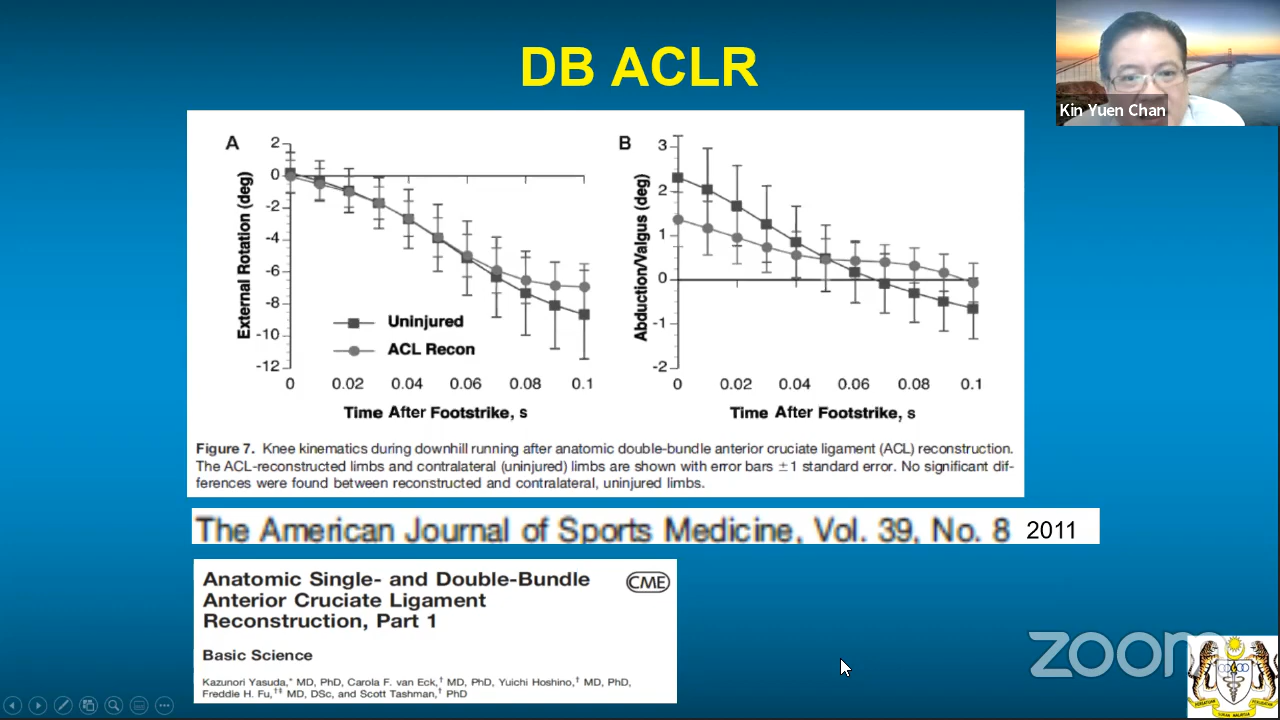 DB ACLR
Kin Yuen Chan
A
2
0
-2
-4
-6
-8
-10
-12
External Rotation (deg)
Uninjured
ACL Recon
0 0.02 0.04 0.06 0.08 0.1
Time After Footstrike, s
B
3
2
1
0
-1
-2
Abduction/Valgus (deg)
0 0.02 0.04 0.06 0.08 0.1
Time After Footstrike, s
Figure 7. Knee kinematics during downhill running after anatomic double-bundle anterior cruciate ligament (ACL) reconstruction.
The ACL-reconstructed limbs and contralateral (uninjured) limbs are shown with error bars ±1 standard error. No significant dif-
ferences were found between reconstructed and contralateral, uninjured limbs.
The American Journal of Sports Medicine, Vol. 39, No. 8 2011
Anatomic Single- and Double-Bundle
Anterior Cruciate Ligament
Reconstruction, Part 1
CME
Basic Science
Kazunori Yasuda,* MD, PhD, Carola F. van Eck,† MD, PhD, Yuichi Hoshino,† MD, PhD,
Freddie H. Fu,†‡ MD, DSc, and Scott Tashman,† PhD
zoom